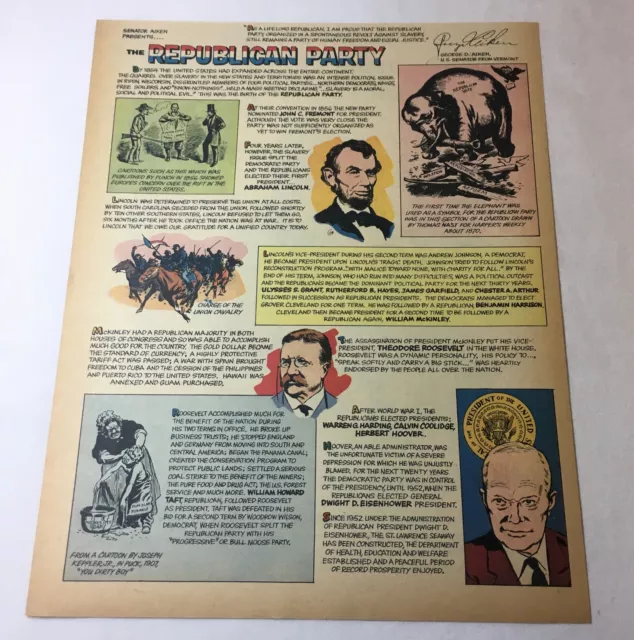 SENATOR AIKEN
PRESENTS.....
"AS A LIFE-LONG REPUBLICAN, I AM PROUD THAT THE REPUBLICAN
PARTY, ORGANIZED IN A SPONTANEOUS REVOLT AGAINST SLAVERY
STILL REMAINS A PARTY OF HUMAN FREEDOM AND EQUAL JUSTICE."
George D. Aiken
GEORGE D. AIKEN,
U.S. SENATOR FROM VERMONT
THE REPUBLICAN PARTY
BY 1854 THE UNITED STATES HAD EXPANDED ACROSS THE ENTIRE CONTINENT.
THE QUARREL OVER SLAVERY IN THE NEW STATES AND TERRITORIES WAS AN INTENSE POLITICAL ISSUE.
IN RIPON, WISCONSIN, DISGRUNTLED MEMBERS OF FOUR POLITICAL PARTIES... NORTHERN DEMOCRATS, WHIGS,
FREE SOILERS AND "KNOW-NOTHINGS", HELD A MAJOR MEETING DECLARING "...SLAVERY IS A MORAL,
SOCIAL AND POLITICAL EVIL." THIS WAS THE BIRTH OF THE REPUBLICAN PARTY.
AT THEIR CONVENTION IN 1856 THE NEW PARTY
NOMINATED JOHN C. FREMONT FOR PRESIDENT.
ALTHOUGH THE VOTE WAS VERY CLOSE THE
PARTY WAS NOT SUFFICIENTLY ORGANIZED AS
YET TO WIN FREMONT'S ELECTION.
CARTOONS SUCH AS THIS WHICH WAS
PUBLISHED BY PUNCH IN 1856 SHOWED
EUROPE'S CONCERN OVER THE RIFT IN THE
UNITED STATES.
FOUR YEARS LATER,
HOWEVER, THE SLAVERY
ISSUE SPLIT THE
DEMOCRATIC PARTY
AND THE REPUBLICANS
ELECTED THEIR FIRST
PRESIDENT...
ABRAHAM LINCOLN.
THE FIRST TIME THE ELEPHANT WAS
USED AS A SYMBOL FOR THE REPUBLICAN PARTY
WAS IN THIS SECTION OF A CARTOON DRAWN
BY THOMAS NAST FOR HARPER'S WEEKLY
ABOUT 1870.
LINCOLN WAS DETERMINED TO PRESERVE THE UNION AT ALL COSTS.
WHEN SOUTH CAROLINA SECEDED FROM THE UNION, FOLLOWED SHORTLY
BY TEN OTHER SOUTHERN STATES, LINCOLN REFUSED TO LET THEM GO,
SIX MONTHS AFTER HE TOOK OFFICE THE NATION WAS AT WAR. IT IS TO
LINCOLN THAT WE OWE OUR GRATITUDE FOR A UNIFIED COUNTRY TODAY.
CHARGE OF THE
UNION CAVALRY
LINCOLN'S VICE-PRESIDENT DURING HIS SECOND TERM WAS ANDREW JOHNSON, A DEMOCRAT.
HE BECAME PRESIDENT UPON LINCOLN'S TRAGIC DEATH. JOHNSON TRIED TO FOLLOW LINCOLN'S
RECONSTRUCTION PROGRAM... WITH MALICE TOWARD NONE, WITH CHARITY FOR ALL..." BY THE
END OF HIS TERM, JOHNSON, WHO HAD RUN INTO MANY DIFFICULTIES, WAS A POLITICAL OUTCAST
AND THE REPUBLICANS BECAME THE DOMINANT POLITICAL PARTY FOR THE NEXT THIRTY YEARS,
ULYSSES S. GRANT, RUTHERFORD B. HAYES, JAMES GARFIELD, AND CHESTER A. ARTHUR
FOLLOWED IN SUCCESSION AS REPUBLICAN PRESIDENTS. THE DEMOCRATS MANAGED TO ELECT
GROVER CLEVELAND FOR ONE TERM. HE WAS FOLLOWED BY A REPUBLICAN, BENJAMIN HARRISON.
CLEVELAND THEN BECAME PRESIDENT FOR A SECOND TIME TO BE FOLLOWED BY
REPUBLICAN AGAIN, WILLIAM McKINLEY.
McKINLEY HAD A REPUBLICAN MAJORITY IN BOTH
HOUSES OF CONGRESS AND SO WAS ABLE TO ACCOMPLISH
MUCH GOOD FOR THE COUNTRY. THE GOLD DOLLAR BECAME
THE STANDARD OF CURRENCY, A HIGHLY PROTECTIVE
TARIFF ACT WAS PASSED; A WAR WITH SPAIN BROUGHT
FREEDOM TO CUBA AND THE CESSION OF THE PHILIPPINES
AND PUERTO RICO TO THE UNITED STATES. HAWAII WAS
ANNEXED AND GUAM PURCHASED.
THE ASSASSINATION OF PRESIDENT McKINLEY PUT HIS VICE-
PRESIDENT, THEODORE ROOSEVELT IN THE WHITE HOUSE.
ROOSEVELT WAS A DYNAMIC PERSONALITY, HIS POLICY TO...,
"SPEAK SOFTLY AND CARRY A BIG STICK..." WAS HEARTILY
ENDORSED BY THE PEOPLE ALL OVER THE NATION.
ROOSEVELT ACCOMPLISHED MUCH FOR
THE BENEFIT OF THE NATION DURING
HIS TWO TERMS IN OFFICE. HE BROKE UP
BUSINESS TRUSTS; HE STOPPED ENGLAND
AND GERMANY FROM MOVING INTO SOUTH AND
CENTRAL AMERICA; BEGAN THE PANAMA CANAL;
CREATED THE CONSERVATION PROGRAM TO
PROTECT PUBLIC LANDS; SETTLED A SERIOUS
COAL STRIKE TO THE BENEFIT OF THE MINERS;
THE PURE FOOD AND DRUG ACT, THE U.S. FOREST
SERVICE AND MUCH MORE. WILLIAM HOWARD
TAFT, REPUBLICAN, FOLLOWED ROOSEVELT
AS PRESIDENT. TAFT WAS DEFEATED IN HIS
BID FOR A SECOND TERM BY WOODROW WILSON,
DEMOCRAT, WHEN ROOSEVELT SPLIT THE
REPUBLICAN PARTY WITH HIS
"PROGRESSIVE" OR BULL MOOSE PARTY.
FROM A CARTOON BY JOSEPH
KEPPLER, JR., IN PUCK, 1907,
"YOU DIRTY BOY"
AFTER WORLD WAR I, THE
REPUBLICANS ELECTED PRESIDENTS;
WARREN G. HARDING, CALVIN COOLIDGE,
HERBERT HOOVER.
HOOVER, AN ABLE ADMINISTRATOR, WAS
THE UNFORTUNATE VICTIM OF A SEVERE
DEPRESSION FOR WHICH HE WAS UNJUSTLY
BLAMED. FOR THE NEXT TWENTY YEARS
THE DEMOCRATIC PARTY WAS IN CONTROL
OF THE PRESIDENCY, UNTIL 1952, WHEN THE
REPUBLICANS ELECTED GENERAL
DWIGHT D. EISENHOWER PRESIDENT.
SINCE 1952 UNDER THE ADMINISTRATION
OF REPUBLICAN PRESIDENT DWIGHT D.
EISENHOWER, THE ST. LAWRENCE SEAWAY
HAS BEEN CONSTRUCTED, THE DEPARTMENT
OF HEALTH, EDUCATION AND WELFARE
ESTABLISHED AND A PEACEFUL PERIOD
OF RECORD PROSPERITY ENJOYED.
PRESIDENT OF THE UNITED